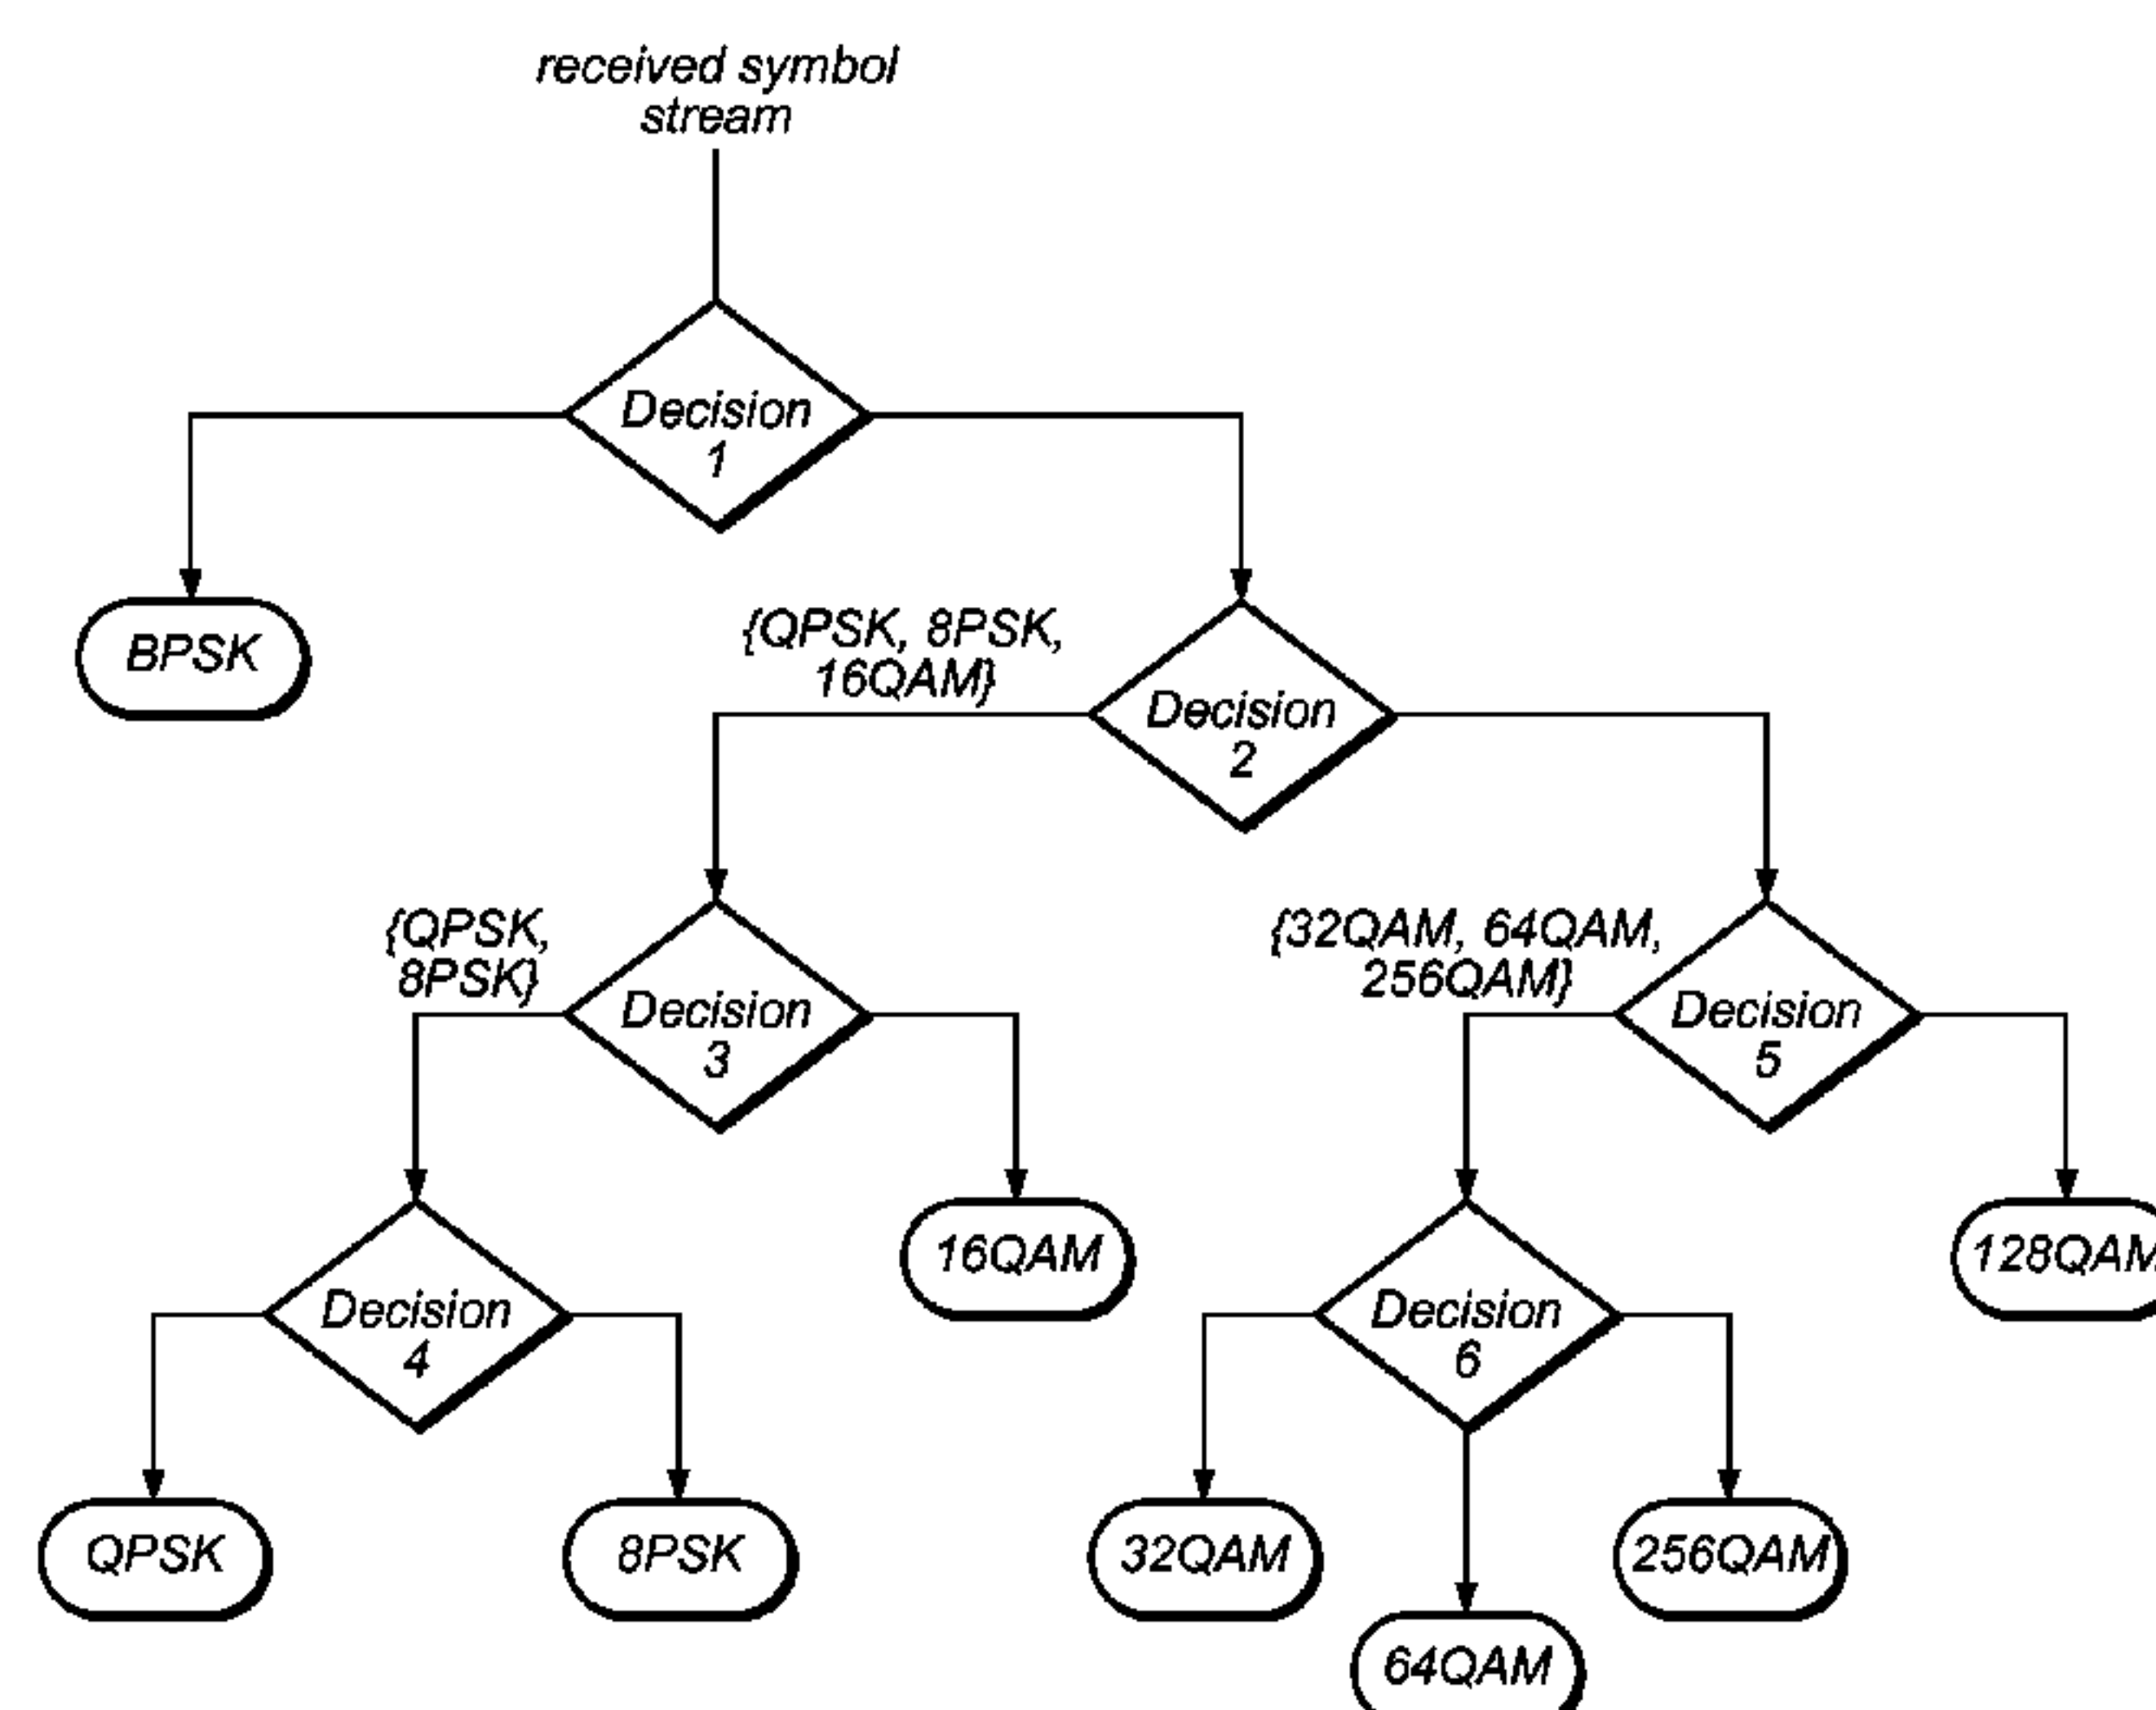 received symbol
stream
Decision
1
BPSK
{QPSK, 8PSK,
16QAM}
Decision
2
{QPSK,
8PSK}
Decision
3
{32QAM, 64QAM,
256QAM}
Decision
5
Decision
4
16QAM
Decision
6
128QAM
QPSK
8PSK
32QAM
64QAM
256QAM